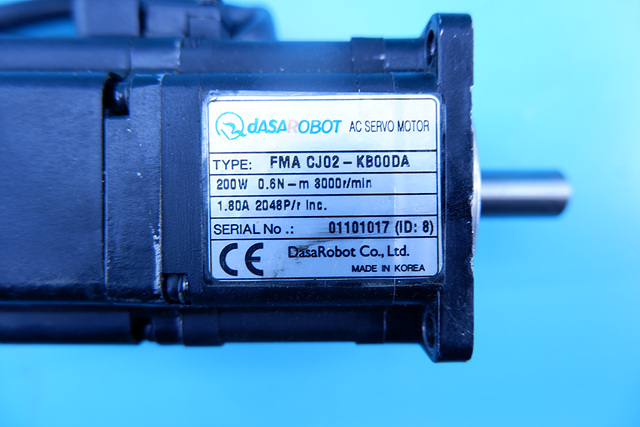 dASAROBOT AC SERVO MOTOR
TYPE: FMA CJ02-KB00DA
200W 0.6N-m 3000r/min
1.80A 2048P/r Inc.
SERIAL No .: 01101017 (ID: 8)
CE DasaRobot Co., Ltd.
MADE IN KOREA